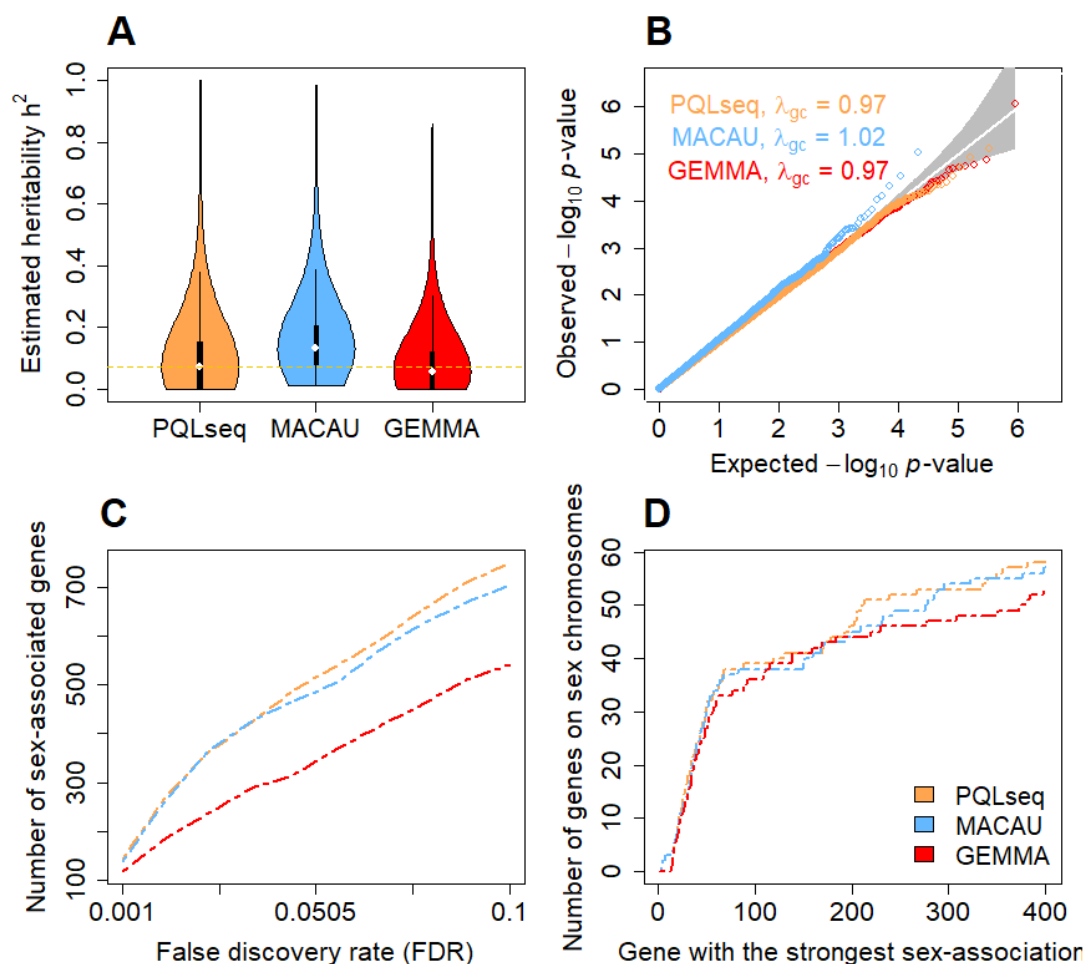 A
Estimated heritability h²
1.0
0.8
0.6
0.4
0.2
0.0
PQLseq MACAU GEMMA
B
PQLseq, λgc = 0.97
MACAU, λgc = 1.02
GEMMA, λgc = 0.97
Observed −log10 p-value
6
5
4
3
2
1
0
0 1 2 3 4 5 6
Expected −log10 p-value
C
Number of sex-associated genes
700
500
300
100
0.001 0.0505 0.1
False discovery rate (FDR)
D
Number of genes on sex chromosomes
60
50
40
30
20
10
0
PQLseq
MACAU
GEMMA
0 100 200 300 400
Gene with the strongest sex-association